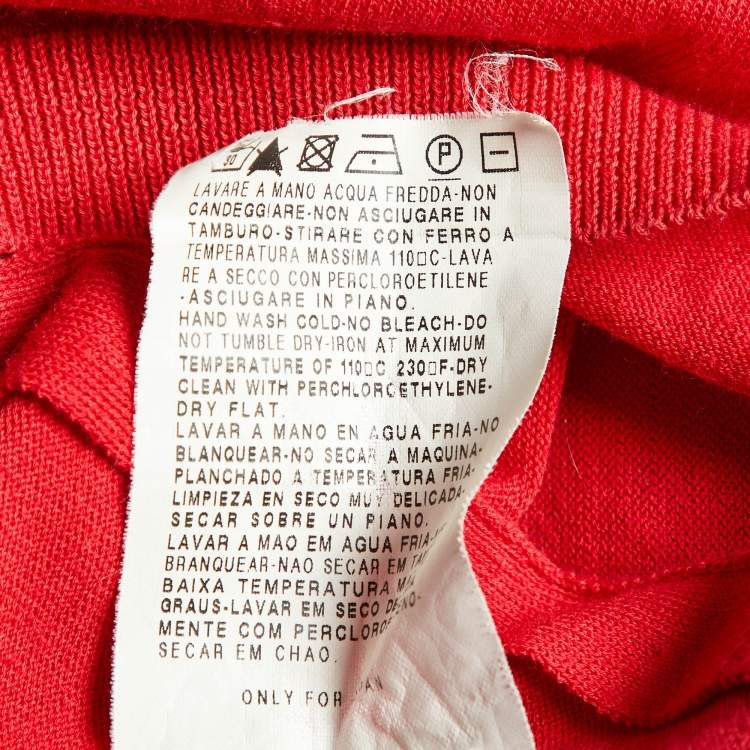 30
P
LAVARE A MANO ACQUA FREDDA-NON
CANDEGGIARE-NON ASCIUGARE IN
TAMBURO-STIRARE CON FERRO A
TEMPERATURA MASSIMA 110□C-LAVA
RE A SECCO CON PERCLOROETILENE
-ASCIUGARE IN PIANO.
HAND WASH COLD-NO BLEACH-DO
NOT TUMBLE DRY-IRON AT MAXIMUM
TEMPERATURE OF 110□C 230□F-DRY
CLEAN WITH PERCHLOROETHYLENE-
DRY FLAT.
LAVAR A MANO EN AGUA FRIA-NO
BLANQUEAR-NO SECAR A MAQUINA-
PLANCHADO A TEMPERATURA FRIA-
LIMPIEZA EN SECO MUY DELICADA-
SECAR SOBRE UN PIANO.
LAVAR A MAO EM AGUA FRIA-
BRANQUEAR-NAO SECAR EM
BAIXA TEMPERATURA
GRAUS-LAVAR EM SECO
MENTE COM
SECAR EM CHAO.
ONLY FOR